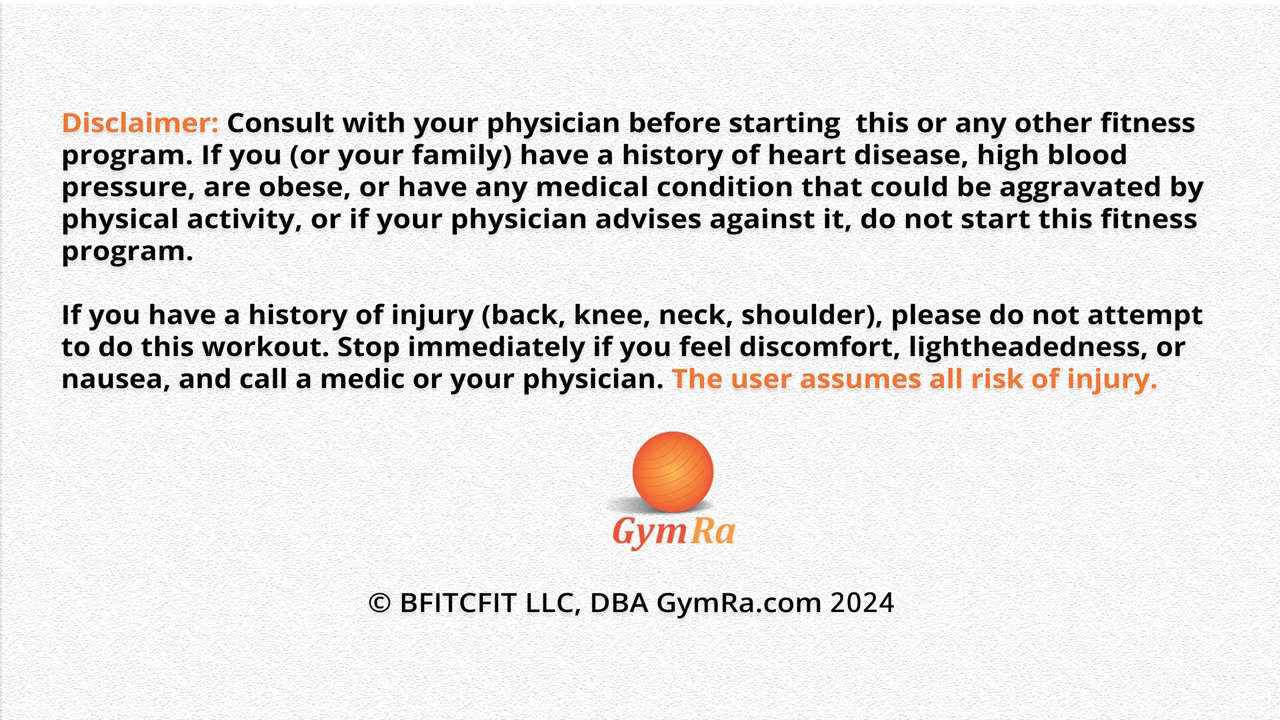 Disclaimer: Consult with your physician before starting  this or any other fitness
program. If you (or your family) have a history of heart disease, high blood
pressure, are obese, or have any medical condition that could be aggravated by
physical activity, or if your physician advises against it, do not start this fitness
program.
If you have a history of injury (back, knee, neck, shoulder), please do not attempt
to do this workout. Stop immediately if you feel discomfort, lightheadedness, or
nausea, and call a medic or your physician. The user assumes all risk of injury.
GymRa
© BFITCFIT LLC, DBA GymRa.com 2024